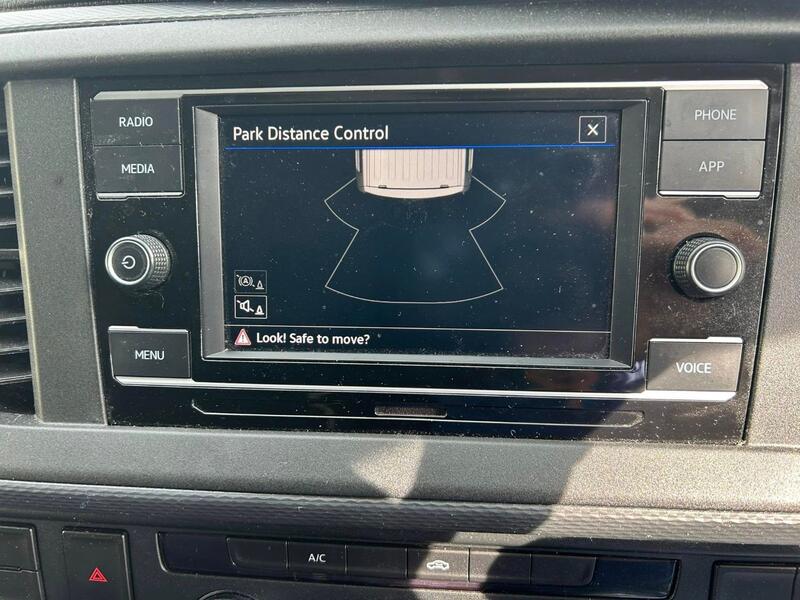 RADIO
MEDIA
Park Distance Control
X
PHONE
APP
A
Look! Safe to move?
MENU
VOICE
A/C